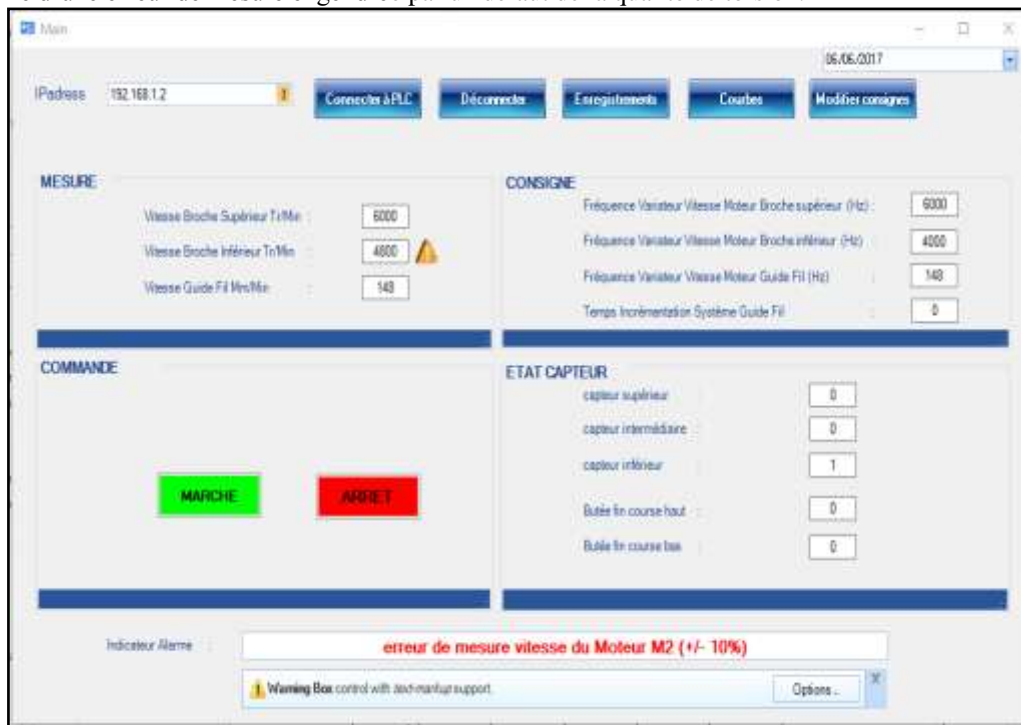 Main
06/06/2017
IPadress 192.168.1.2
Connecter à PLC Déconnecter Enregistrements Courbes Modifier consignes
MESURE
Vitesse Broche Supérieur Tr/Min : 6000
Vitesse Broche Inférieur Tr/Min : 4800
Vitesse Guide Fil Mm/Min : 148
CONSIGNE
Fréquence Variateur Vitesse Moteur Broche supérieur (Hz) : 6000
Fréquence Variateur Vitesse Moteur Broche inférieur (Hz) : 4000
Fréquence Variateur Vitesse Moteur Guide Fil (Hz) : 148
Temps Incrémentation Système Guide Fil : 0
COMMANDE
MARCHE ARRET
ETAT CAPTEUR
capteur supérieur : 0
capteur intermédiaire : 0
capteur inférieur : 1
Butée fin course haut : 0
Butée fin course bas : 0
Indicateur Alarme : erreur de mesure vitesse du Moteur M2 (+/- 10%)
Warning Box control with text-markup support.
Options...